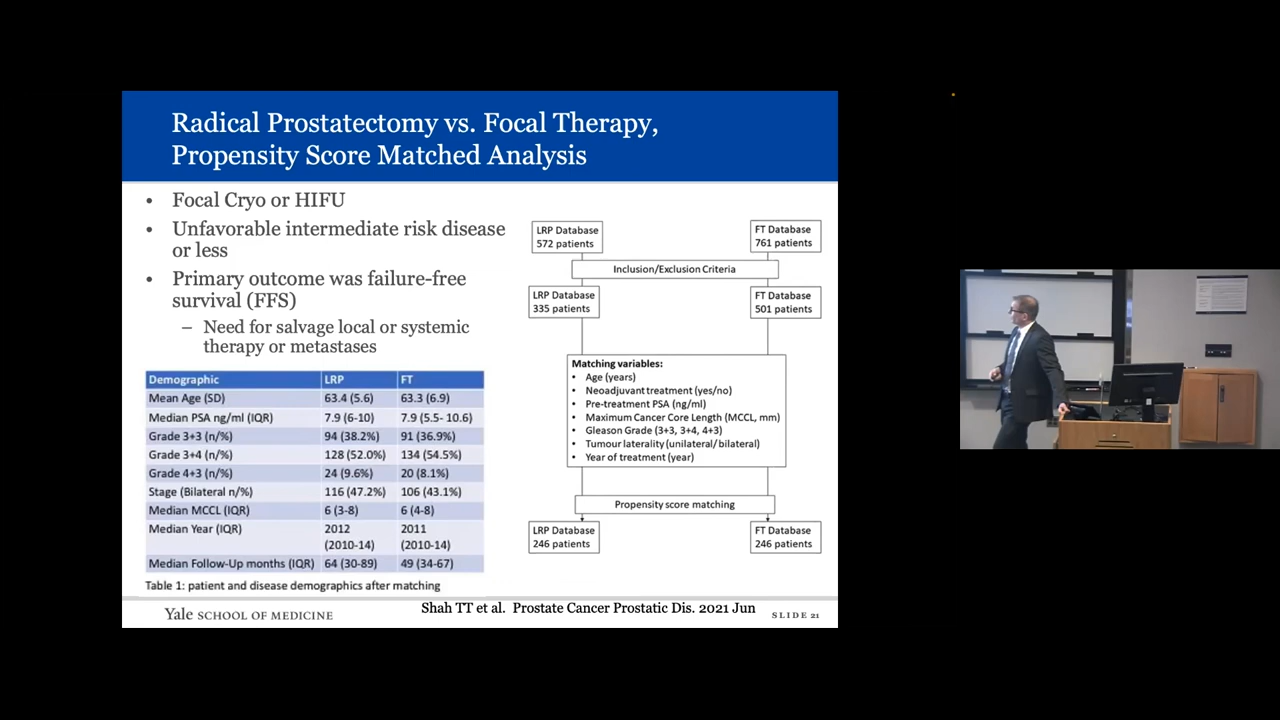 Radical Prostatectomy vs. Focal Therapy,
Propensity Score Matched Analysis
• Focal Cryo or HIFU
• Unfavorable intermediate risk disease
or less
• Primary outcome was failure-free
survival (FFS)
– Need for salvage local or systemic
therapy or metastases
Demographic LRP FT
Mean Age (SD) 63.4 (5.6) 63.3 (6.9)
Median PSA ng/ml (IQR) 7.9 (6-10) 7.9 (5.5- 10.6)
Grade 3+3 (n/%) 94 (38.2%) 91 (36.9%)
Grade 3+4 (n/%) 128 (52.0%) 134 (54.5%)
Grade 4+3 (n/%) 24 (9.6%) 20 (8.1%)
Stage (Bilateral n/%) 116 (47.2%) 106 (43.1%)
Median MCCL (IQR) 6 (3-8) 6 (4-8)
Median Year (IQR) 2012 2011
(2010-14) (2010-14)
Median Follow-Up months (IQR) 64 (30-89) 49 (34-67)
Table 1: patient and disease demographics after matching
LRP Database
572 patients
FT Database
761 patients
Inclusion/Exclusion Criteria
LRP Database
335 patients
FT Database
501 patients
Matching variables:
• Age (years)
• Neoadjuvant treatment (yes/no)
• Pre-treatment PSA (ng/ml)
• Maximum Cancer Core Length (MCCL, mm)
• Gleason Grade (3+3, 3+4, 4+3)
• Tumour laterality (unilateral/ bilateral)
• Year of treatment (year)
Propensity score matching
LRP Database
246 patients
FT Database
246 patients
Yale SCHOOL OF MEDICINE
Shah TT et al. Prostate Cancer Prostatic Dis. 2021 Jun
SLIDE 21